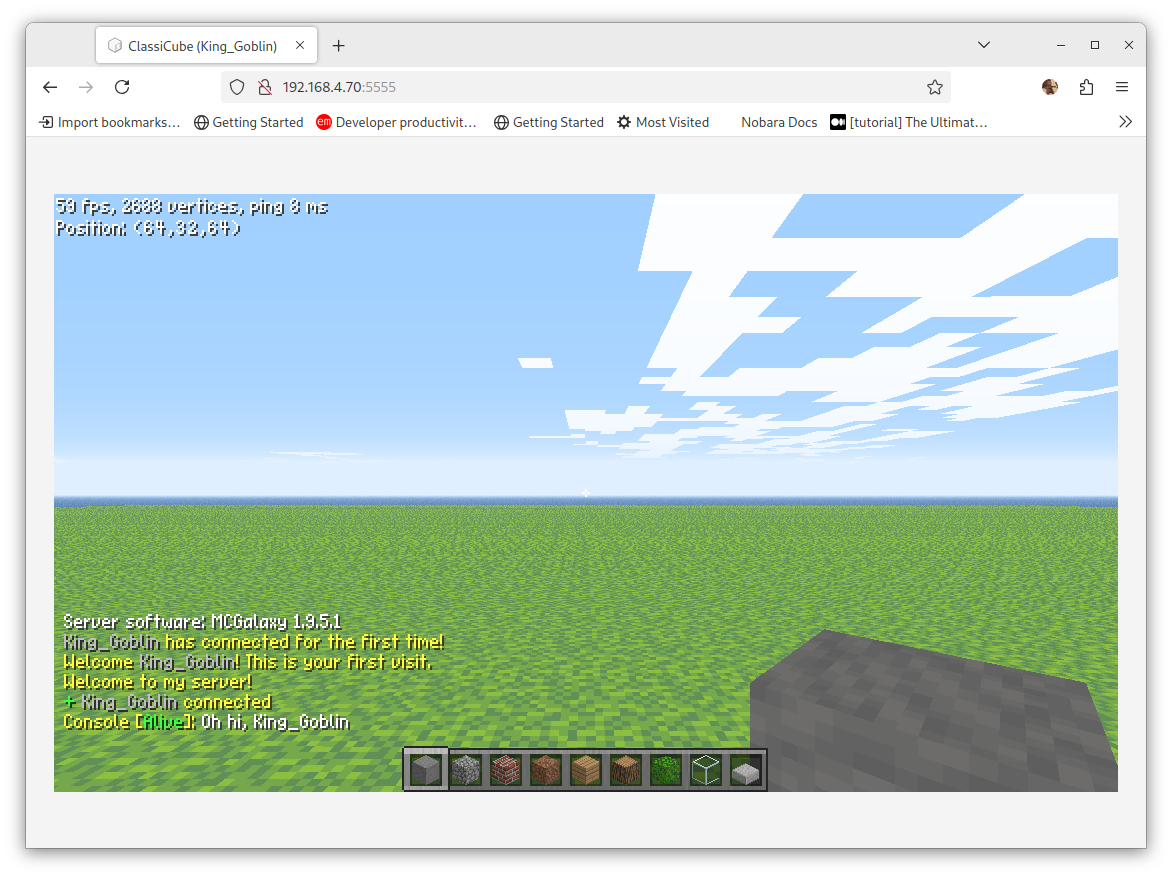 ClassiCube (King_Goblin)
192.168.4.70:5555
Import bookmarks… Getting Started em Developer productivit… Getting Started Most Visited Nobara Docs [tutorial] The Ultimat…
59 fps, 2688 vertices, ping 8 ms
Position: (64,32,64)
Server software: MCGalaxy 1.9.5.1
King_Goblin has connected for the first time!
Welcome King_Goblin! This is your first visit.
Welcome to my server!
+ King_Goblin connected
Console [Alive]: Oh hi, King_Goblin